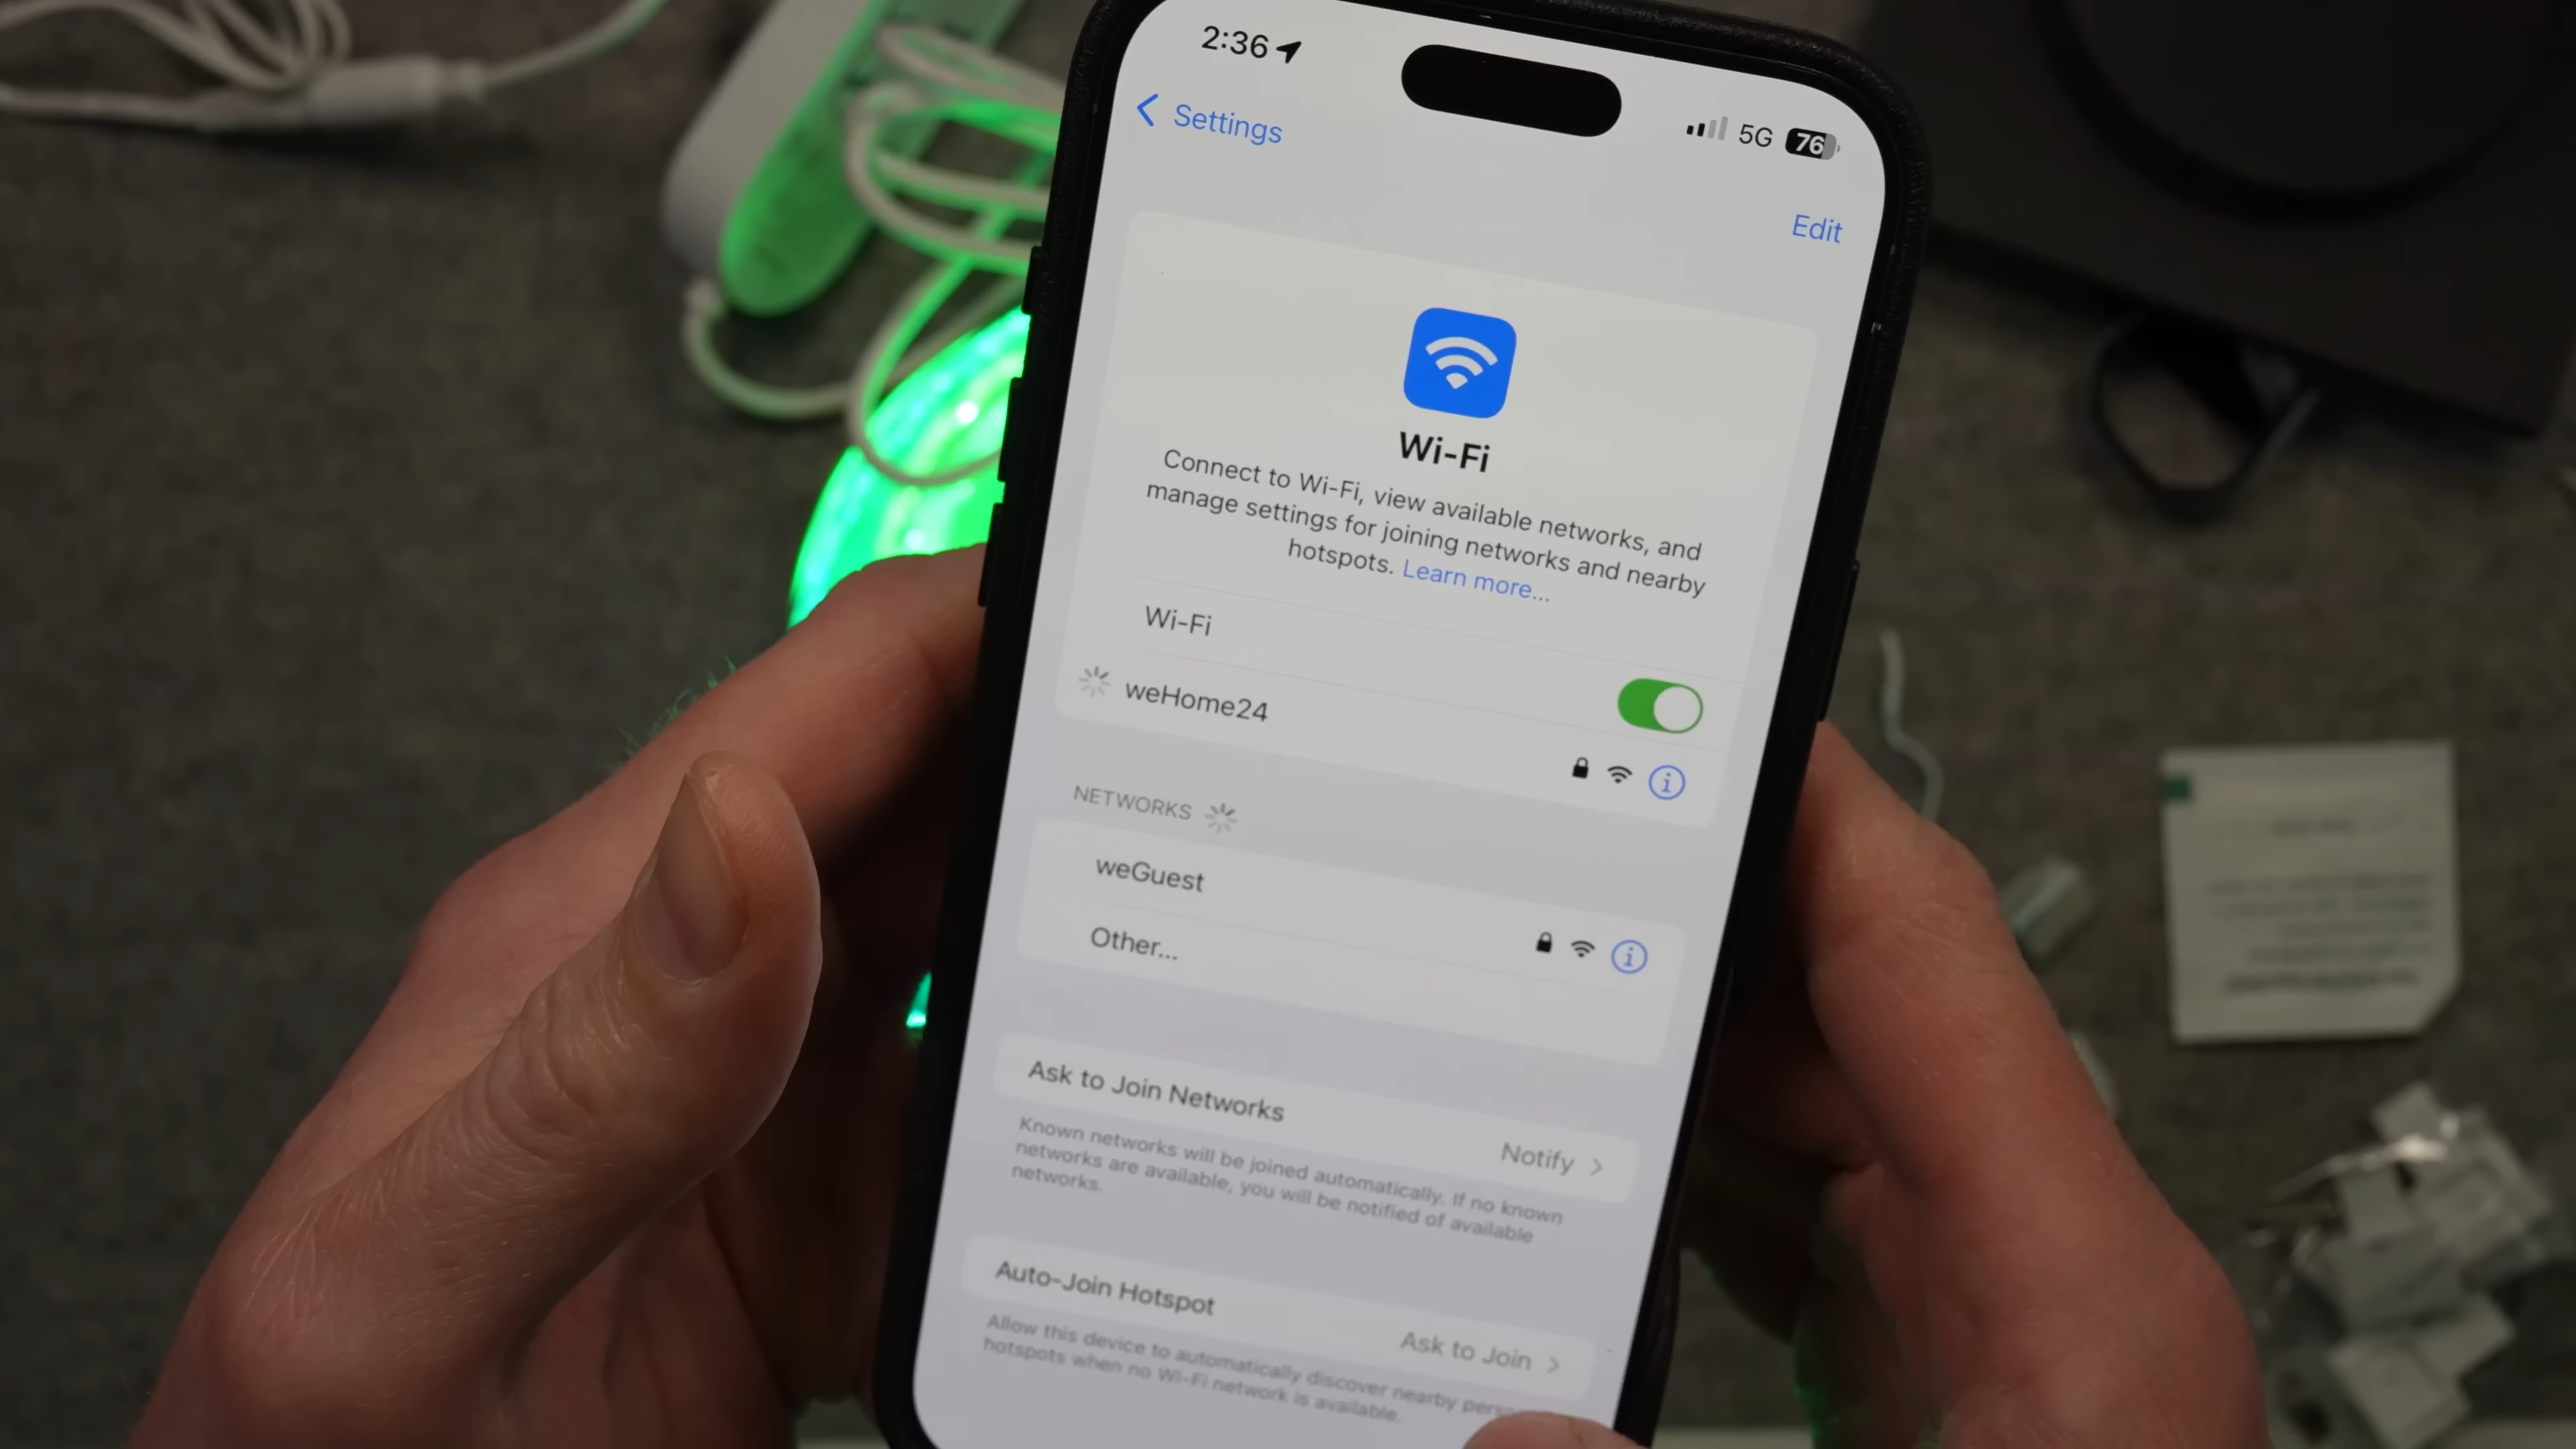 2:36
5G 76
Settings
Edit
Wi-Fi
Connect to Wi-Fi, view available networks, and
manage settings for joining networks and nearby
hotspots. Learn more...
Wi-Fi
weHome24
NETWORKS
weGuest
Other...
Ask to Join Networks
Notify
Known networks will be joined automatically. If no known
networks are available, you will be notified of available
networks.
Auto-Join Hotspot
Ask to Join
Allow this device to automatically discover nearby
hotspots when no Wi-Fi network is available.